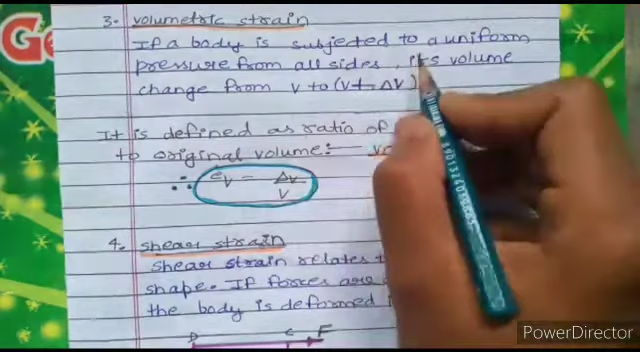 3. volumetric strain
If a body is subjected to a uniform
pressure from all sides, its volume
change from V to (V+ΔV)
It is defined as ratio of
to original volume:-
∴ eV = ΔV
V
4. shear strain
shear strain relates
shape. If forces are
the body is deformed
D C F
PowerDirector